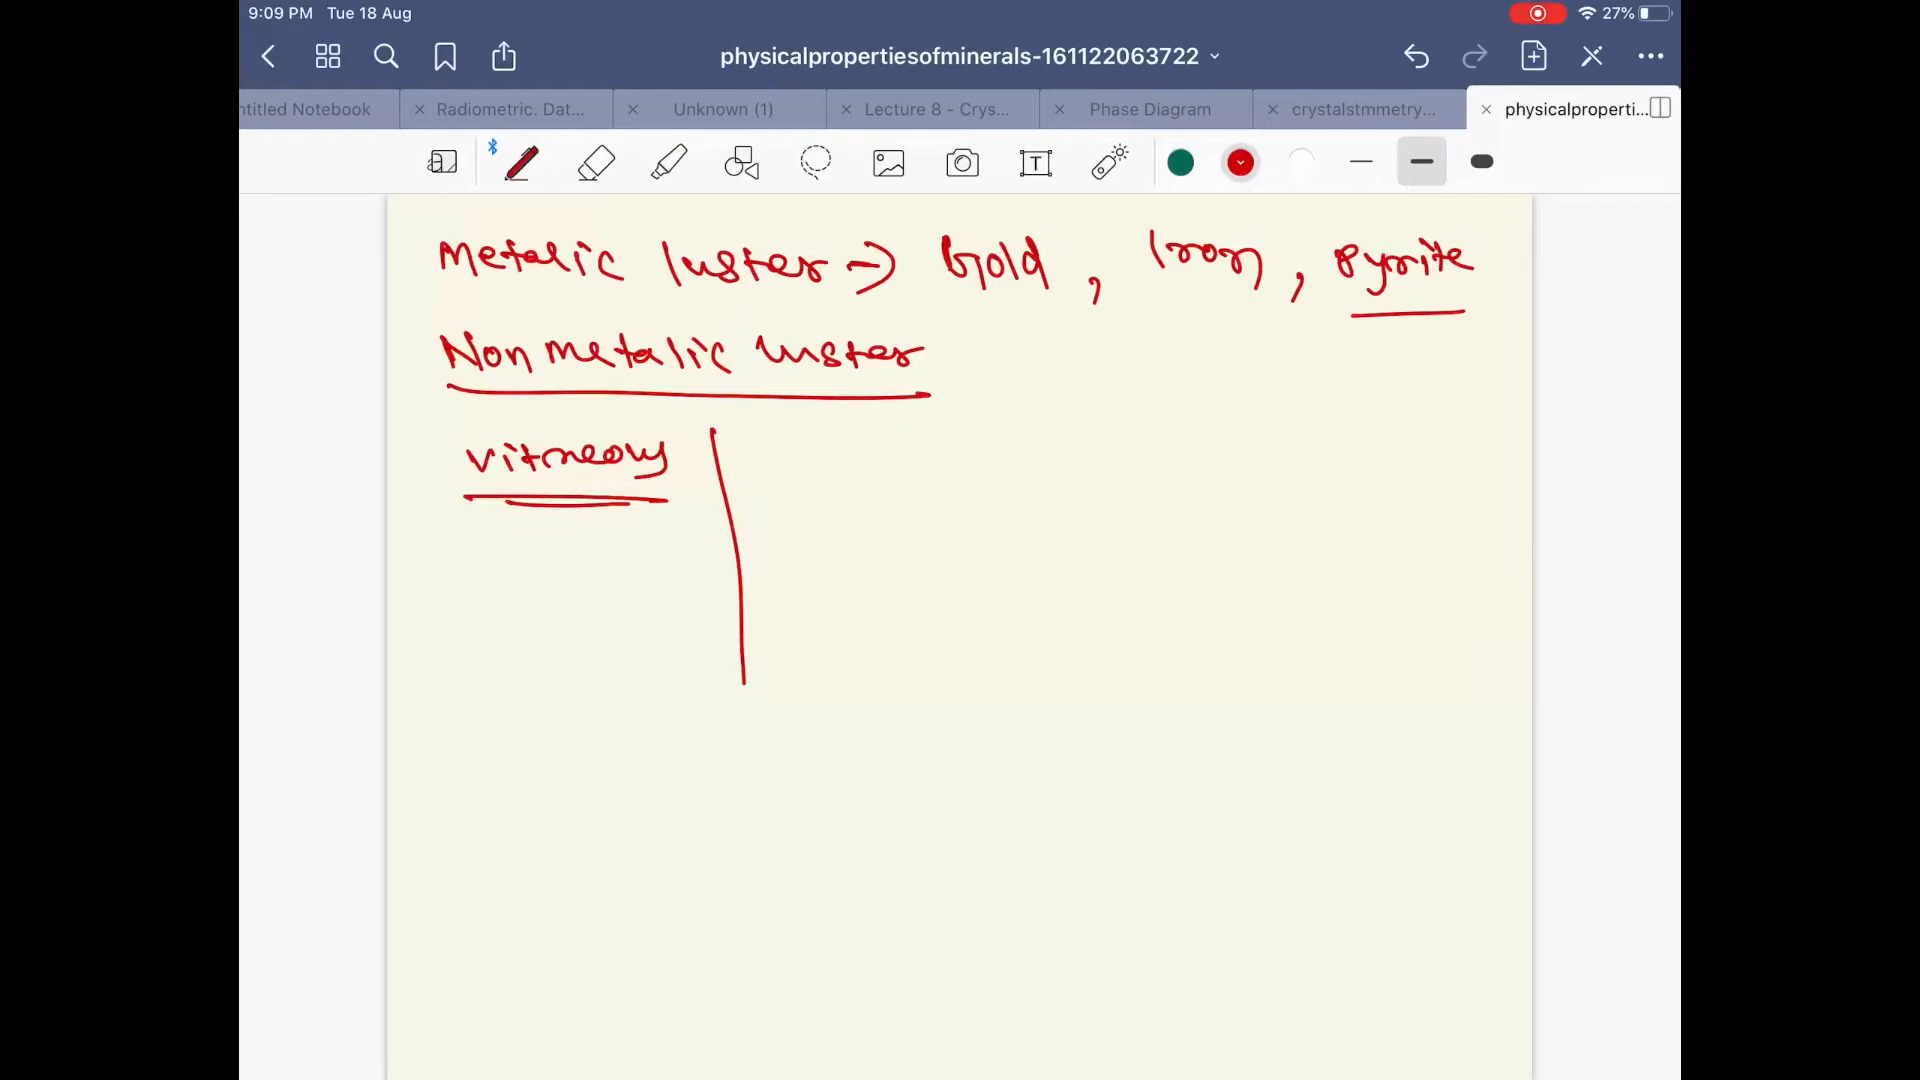 9:09 PM Tue 18 Aug 27%
physicalpropertiesofminerals-161122063722
ntitled Notebook Radiometric. Dat... Unknown (1) Lecture 8 - Crys... Phase Diagram crystalstmmetry... physicalproperti...
Metalic luster → Gold, Iron, Pyrite
Non metalic luster
vitreous